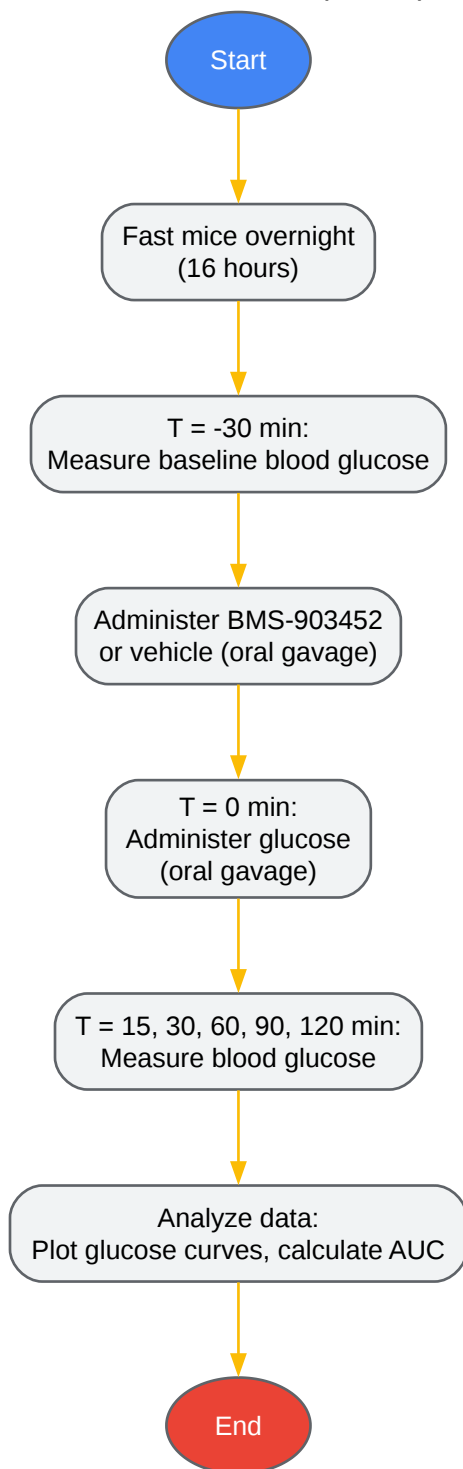 Start
Fast mice overnight
(16 hours)
T = -30 min:
Measure baseline blood glucose
Administer BMS-903452
or vehicle (oral gavage)
T = 0 min:
Administer glucose
(oral gavage)
T = 15, 30, 60, 90, 120 min:
Measure blood glucose
Analyze data:
Plot glucose curves, calculate AUC
End